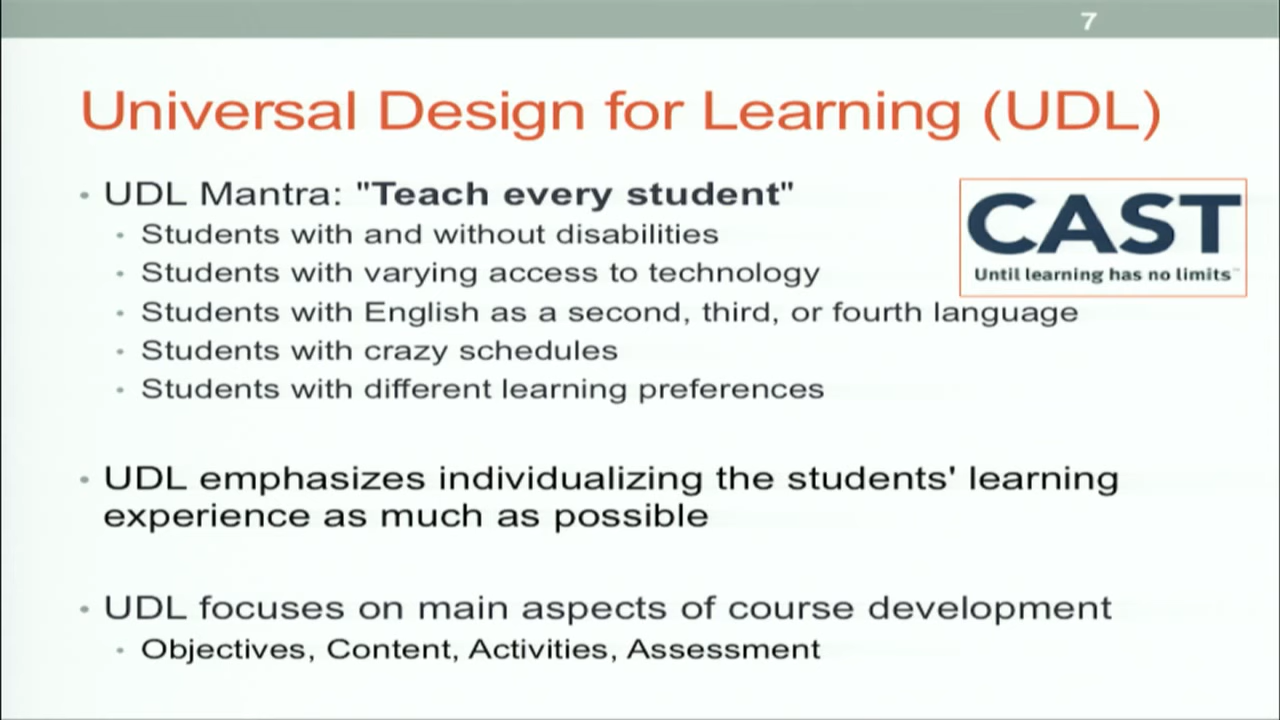 7
Universal Design for Learning (UDL)
• UDL Mantra: "Teach every student"
• Students with and without disabilities
• Students with varying access to technology
• Students with English as a second, third, or fourth language
• Students with crazy schedules
• Students with different learning preferences
CAST
Until learning has no limits™
• UDL emphasizes individualizing the students' learning
experience as much as possible
• UDL focuses on main aspects of course development
• Objectives, Content, Activities, Assessment